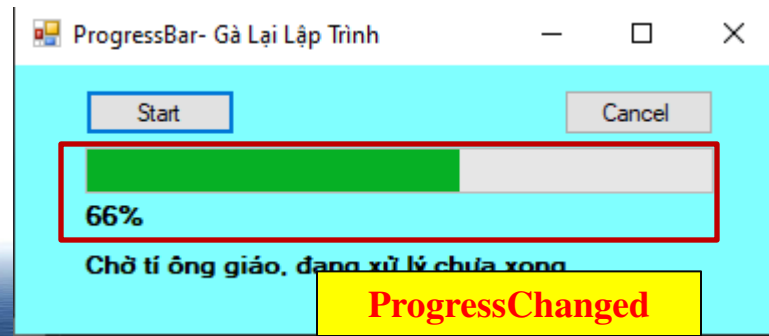 ProgressBar- Gà Lại Lập Trình
Start Cancel
66%
Chờ tí ông giáo, đang xử lý chưa xong
ProgressChanged